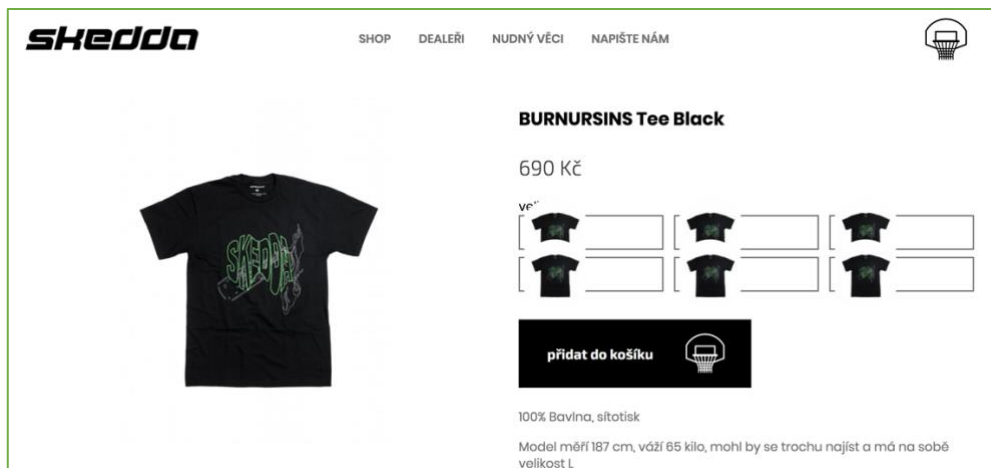 skedda
SHOP DEALEŘI NUDNÝ VĚCI NAPIŠTE NÁM
BURNURSINS Tee Black
690 Kč
SKEDDA
přidat do košíku
100% Bavlna, sítotisk
Model měří 187 cm, váží 65 kilo, mohl by se trochu najíst a má na sobě
velikost L